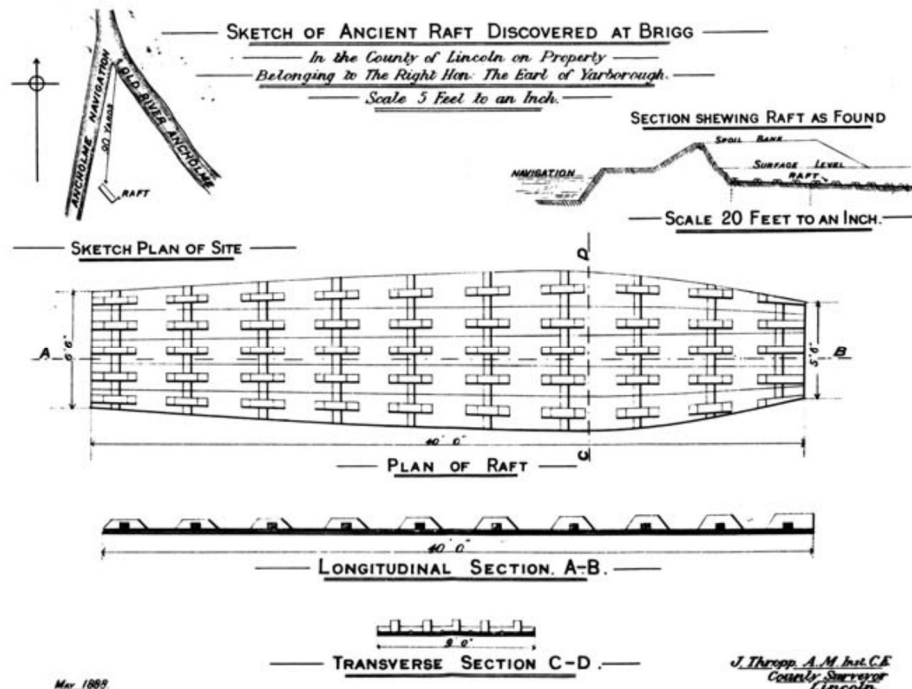 SKETCH OF ANCIENT RAFT DISCOVERED AT BRIGG
In the County of Lincoln on Property
Belonging to The Right Hon: The Earl of Yarborough.
Scale 5 Feet to an Inch.
ANCHOLME NAVIGATION
OLD RIVER ANCHOLME
90 YARDS
RAFT
SKETCH PLAN OF SITE
SECTION SHEWING RAFT AS FOUND
SPOIL BANK
SURFACE LEVEL
RAFT
NAVIGATION
SCALE 20 FEET TO AN INCH.
D
A
6' 6"
5' 6"
B
40' 0"
C
PLAN OF RAFT
40' 0"
LONGITUDINAL SECTION. A-B.
9' 0"
TRANSVERSE SECTION C-D.
May 1888.
J. Thropp. A. M. Inst. C.E.
County Surveyor
Lincoln